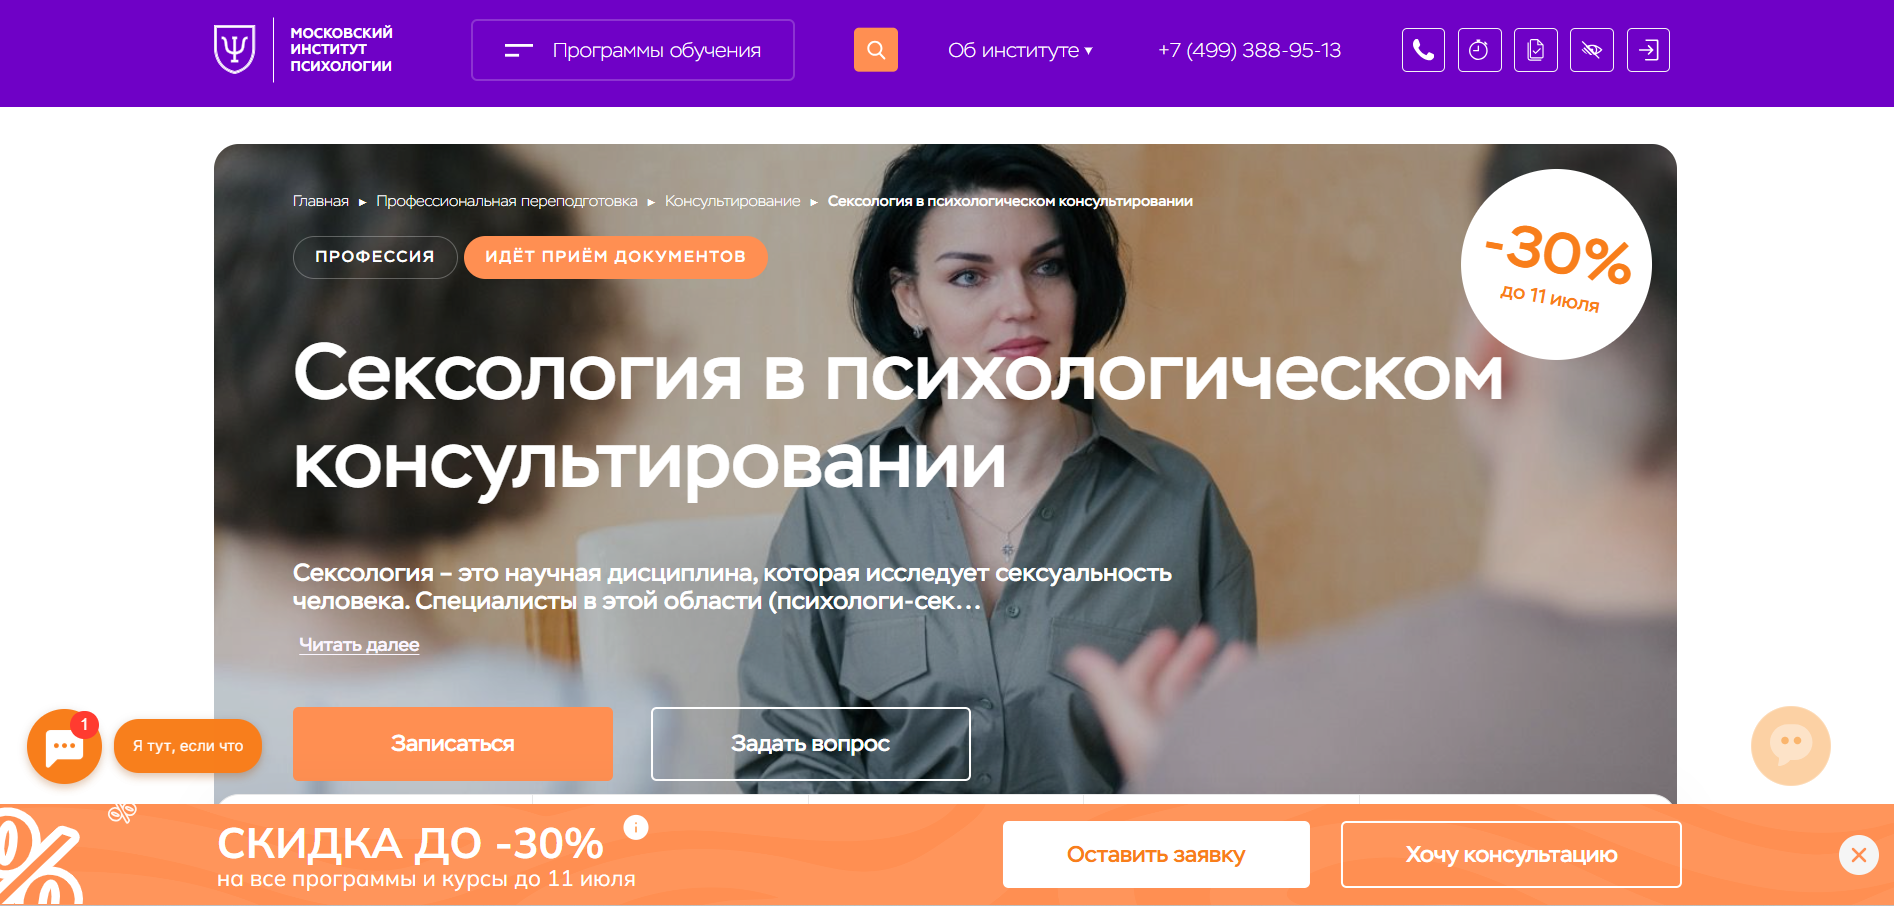 МОСКОВСКИЙ
ИНСТИТУТ
ПСИХОЛОГИИ
Программы обучения
Об институте ▾
+7 (499) 388-95-13
Главная ▸ Профессиональная переподготовка ▸ Консультирование ▸ Сексология в психологическом консультировании
ПРОФЕССИЯ
ИДЁТ ПРИЁМ ДОКУМЕНТОВ
-30%
до 11 июля
Сексология в психологическом
консультировании
Сексология – это научная дисциплина, которая исследует сексуальность
человека. Специалисты в этой области (психологи-сек...
Читать далее
1
Я тут, если что
Записаться
Задать вопрос
СКИДКА ДО -30%
на все программы и курсы до 11 июля
Оставить заявку
Хочу консультацию